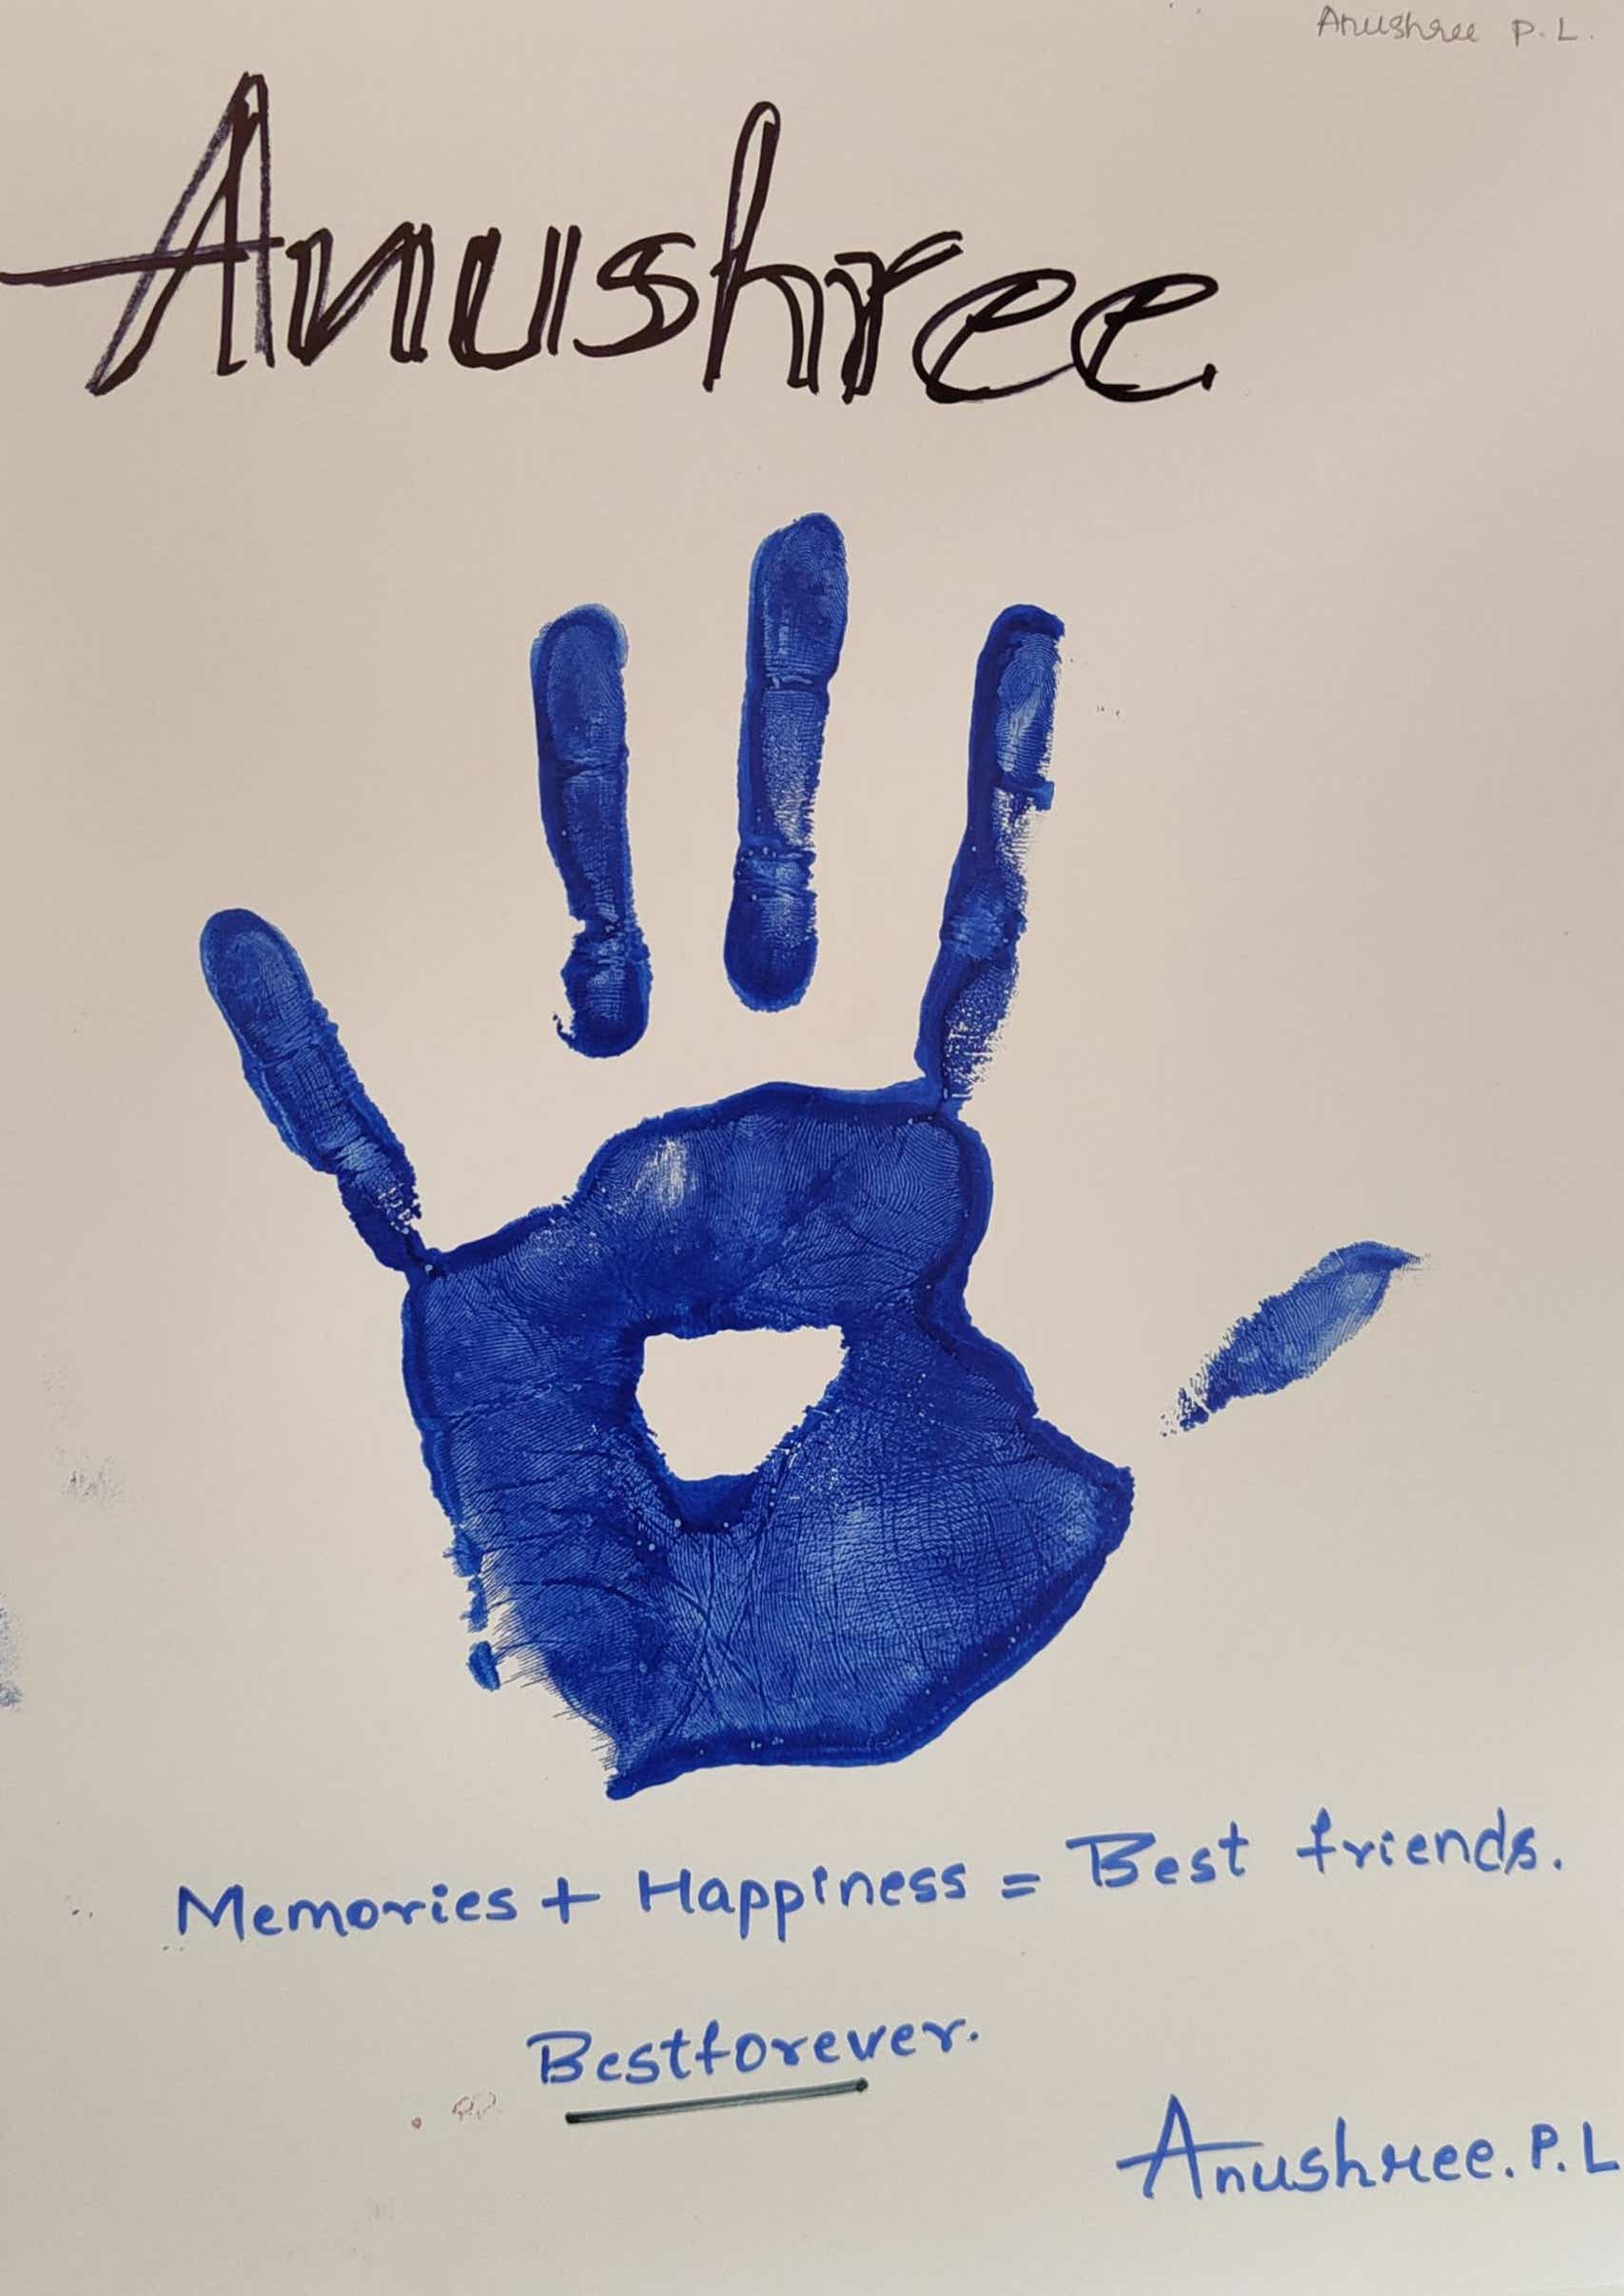 Anushree P.L.
Anushree
Memories + Happiness = Best friends.
Bestforever.
Anushree.P.L